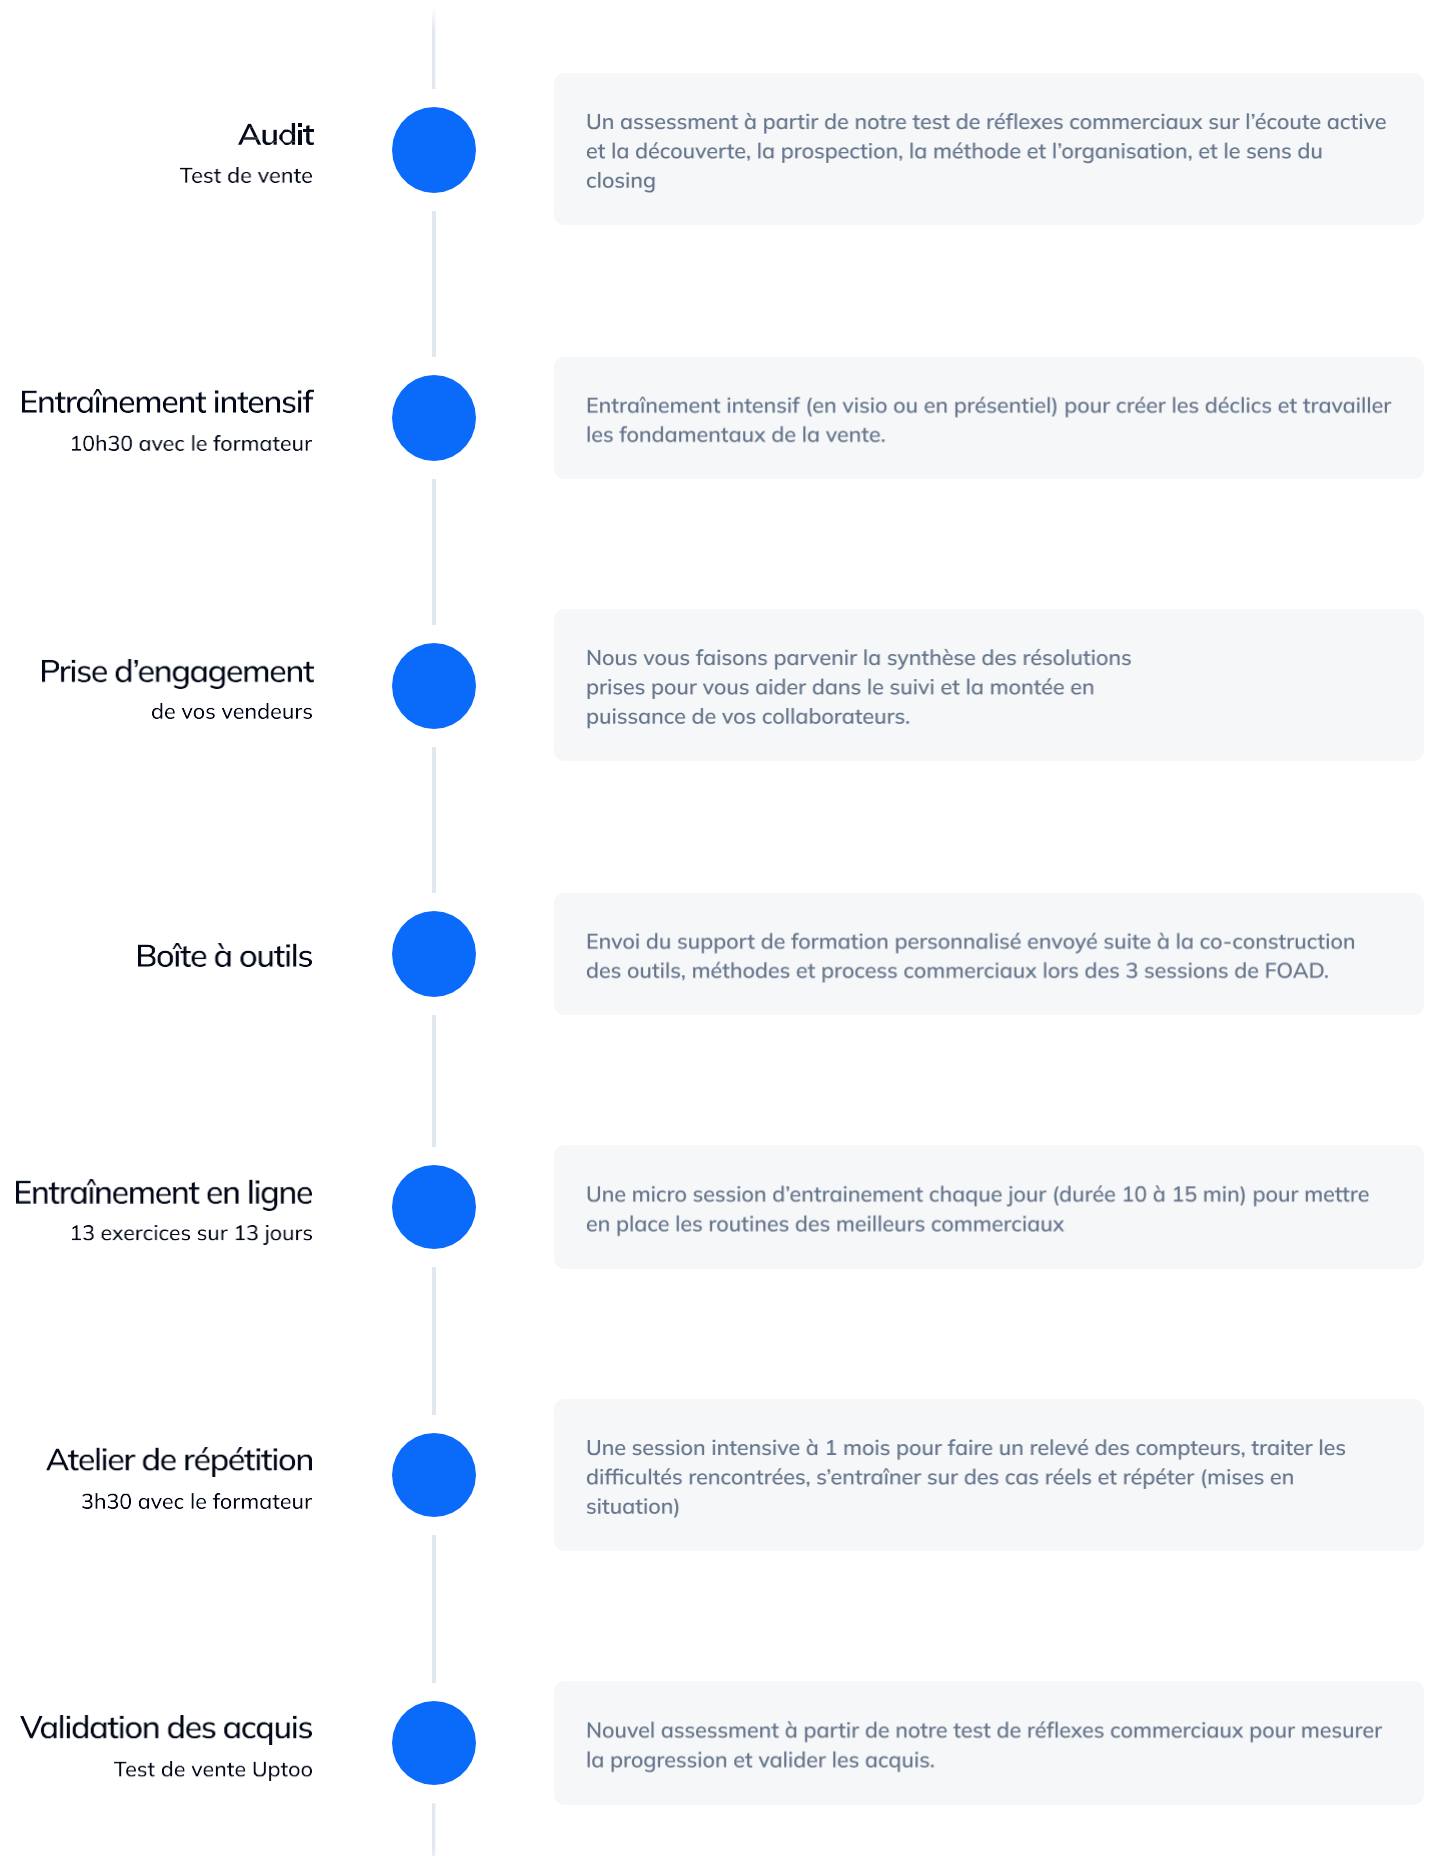 Audit
Test de vente
Un assessment à partir de notre test de réflexes commerciaux sur l’écoute active
et la découverte, la prospection, la méthode et l’organisation, et le sens du
closing
Entraînement intensif
10h30 avec le formateur
Entraînement intensif (en visio ou en présentiel) pour créer les déclics et travailler
les fondamentaux de la vente.
Prise d’engagement
de vos vendeurs
Nous vous faisons parvenir la synthèse des résolutions
prises pour vous aider dans le suivi et la montée en
puissance de vos collaborateurs.
Boîte à outils
Envoi du support de formation personnalisé envoyé suite à la co-construction
des outils, méthodes et process commerciaux lors des 3 sessions de FOAD.
Entraînement en ligne
13 exercices sur 13 jours
Une micro session d’entrainement chaque jour (durée 10 à 15 min) pour mettre
en place les routines des meilleurs commerciaux
Atelier de répétition
3h30 avec le formateur
Une session intensive à 1 mois pour faire un relevé des compteurs, traiter les
difficultés rencontrées, s’entraîner sur des cas réels et répéter (mises en
situation)
Validation des acquis
Test de vente Uptoo
Nouvel assessment à partir de notre test de réflexes commerciaux pour mesurer
la progression et valider les acquis.